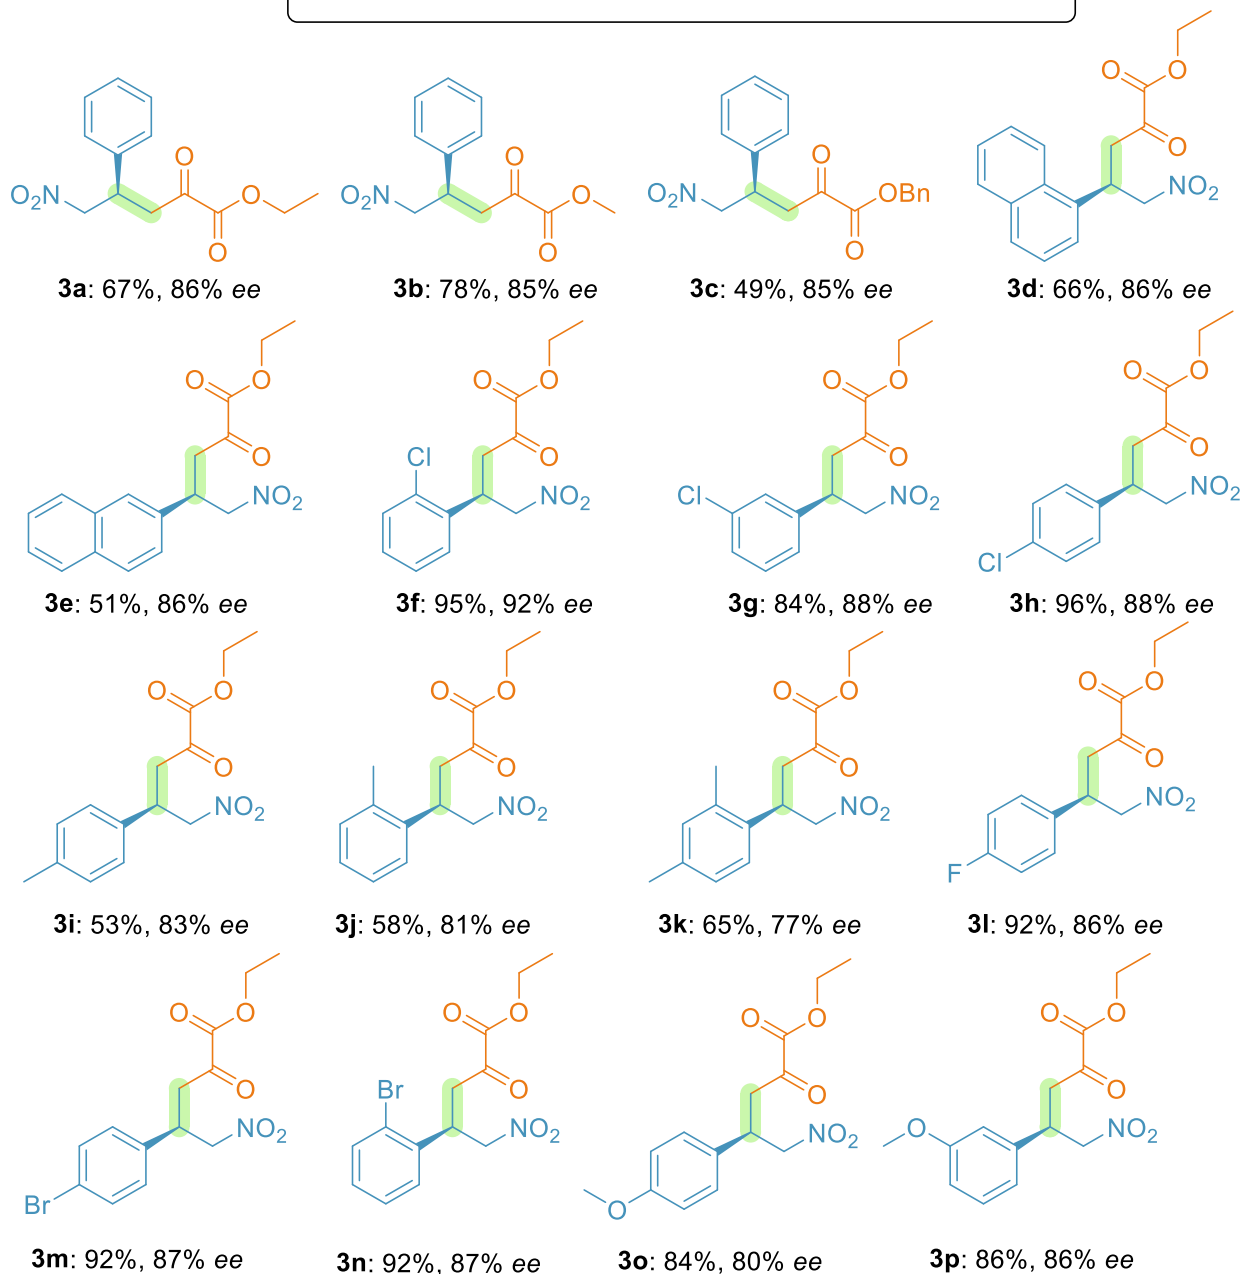 O₂N O O O
O₂N O O O
O₂N O OBn O
O O O NO₂
3a: 67%, 86% ee
3b: 78%, 85% ee
3c: 49%, 85% ee
3d: 66%, 86% ee
O O O NO₂
Cl O O O NO₂
Cl O O O NO₂
Cl O O O NO₂
3e: 51%, 86% ee
3f: 95%, 92% ee
3g: 84%, 88% ee
3h: 96%, 88% ee
O O O NO₂
O O O NO₂
O O O NO₂
F O O O NO₂
3i: 53%, 83% ee
3j: 58%, 81% ee
3k: 65%, 77% ee
3l: 92%, 86% ee
O O O NO₂ Br
O O Br O NO₂
O O O NO₂ O
O O O O NO₂
3m: 92%, 87% ee
3n: 92%, 87% ee
3o: 84%, 80% ee
3p: 86%, 86% ee